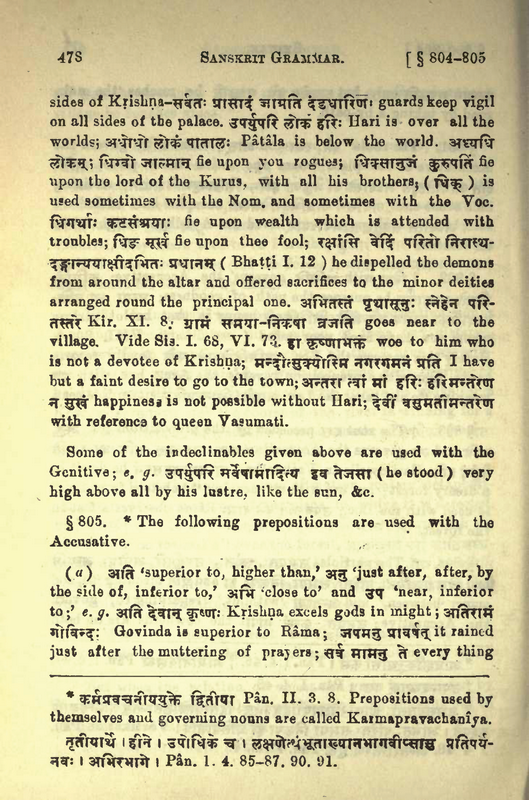 478 SANSKRIT GRAMMAR. [ § 804-805
sides of Kṛishṇa-सर्वतः प्रासादं जाग्रति दंडधारिणः guards keep vigil
on all sides of the palace. उपर्युपरि लोकं हरिः Hari is over all the
worlds; अधोधो लोकं पातालः Pâtâla is below the world. अध्यधि
लोकम्; धिग्वो जाल्मान् fie upon you rogues; धिक्सानुजं कुरुपतिं fie
upon the lord of the Kurus, with all his brothers; ( धिक् ) is
used sometimes with the Nom. and sometimes with the Voc.
धिगर्थाः कष्टसंश्रयाः fie upon wealth which is attended with
troubles; धिङ मूर्ख fie upon thee fool; रक्षांसि वेदिं परितो निरास्थ-
दङ्गान्ययाक्षीदभितः प्रधानम् ( Bhaṭṭi I. 12 ) he dispelled the demons
from around the altar and offered sacrifices to the minor deities
arranged round the principal one. अभितस्तं पृथासूनुः स्नेहेन परि-
तस्तरे Kir. XI. 8. ग्रामं समया-निकषा व्रजति goes near to the
village. Vide Sis. I. 68, VI. 73. हा कृष्णाभक्तं woe to him who
is not a devotee of Krishṇa; मन्दौत्सुक्योस्मि नगरगमनं प्रति I have
but a faint desire to go to the town; अन्तरा त्वां मां हरिः हरिमन्तरेण
न सुखं happiness is not possible without Hari; देवीं वसुमतीमन्तरेण
with reference to queen Vasumati.
Some of the indeclinables given above are used with the
Genitive; e. g. उपर्युपरि सर्वेषामादित्य इव तेजसा (he stood) very
high above all by his lustre, like the sun, &c.
§ 805. * The following prepositions are used with the
Accusative.
(a) अति ‘superior to, higher than,’ अनु ‘just after, after, by
the side of, inferior to,’ अभि ‘close to’ and उप ‘near, inferior
to;’ e. g. अति देवान् कृष्णः Kṛishṇa excels gods in might; अतिरामं
गोबिन्दः Govinda is superior to Râma; जपमनु प्रावर्षत् it rained
just after the muttering of prayers; सर्वं मामनु ते every thing
* कर्मप्रवचनीययुक्ते द्वितीया Pân. II. 3. 8. Prepositions used by
themselves and governing nouns are called Karmapravachanîya.
तृतीयार्थे । हीने । उपोधिके च । लक्षणेत्थंभूताख्यानभागवीप्सासु प्रतिपर्य-
नवः । अभिरभागे । Pân. 1. 4. 85-87. 90. 91.